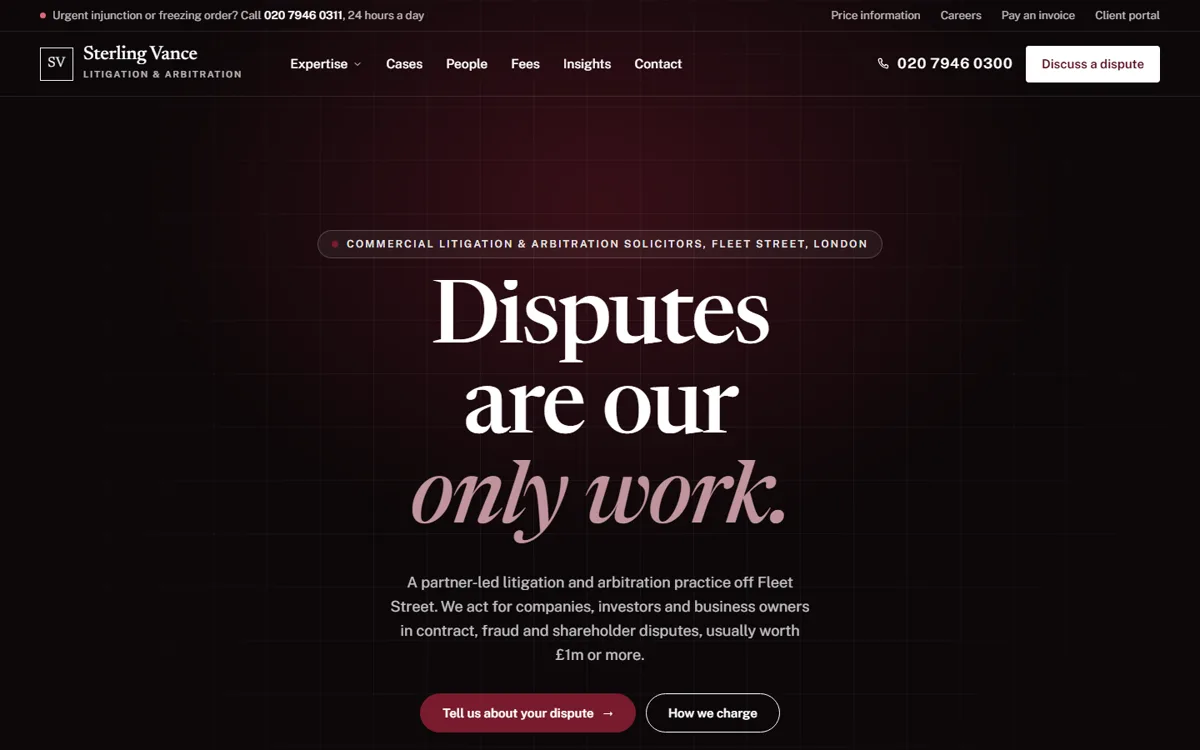 Urgent injunction or freezing order? Call 020 7946 0311, 24 hours a day
Price information
Careers
Pay an invoice
Client portal
SV
Sterling Vance
LITIGATION & ARBITRATION
Expertise
Cases
People
Fees
Insights
Contact
020 7946 0300
Discuss a dispute
COMMERCIAL LITIGATION & ARBITRATION SOLICITORS, FLEET STREET, LONDON
Disputes
are our
only work.
A partner-led litigation and arbitration practice off Fleet
Street. We act for companies, investors and business owners
in contract, fraud and shareholder disputes, usually worth
£1m or more.
Tell us about your dispute →
How we charge